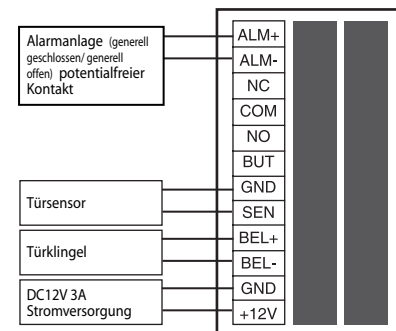 Alarmanlage (generell
geschlossen/ generell
offen) potentialfreier
Kontakt
Türsensor
Türklingel
DC12V 3A
Stromversorgung
ALM+
ALM-
NC
COM
NO
BUT
GND
SEN
BEL+
BEL-
GND
+12V